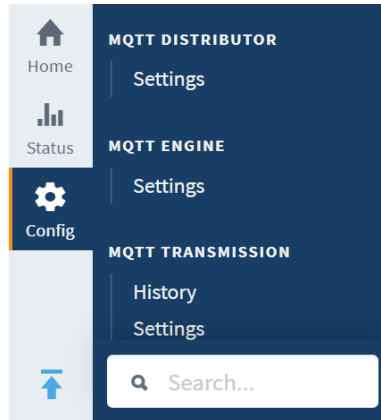 Home
Status
Config
MQTT DISTRIBUTOR
Settings
MQTT ENGINE
Settings
MQTT TRANSMISSION
History
Settings
Search...